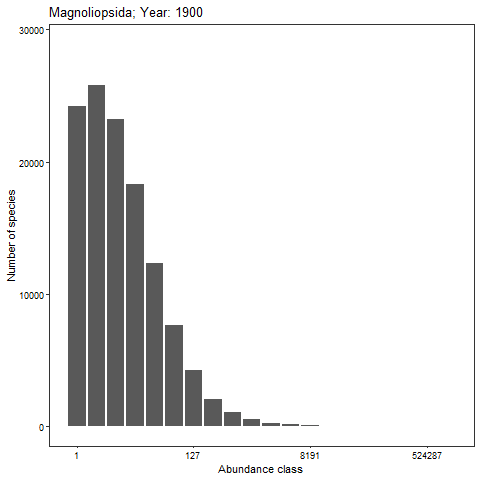 Magnoliopsida; Year: 1900
30000
20000
10000
0
Number of species
1 127 8191 524287
Abundance class